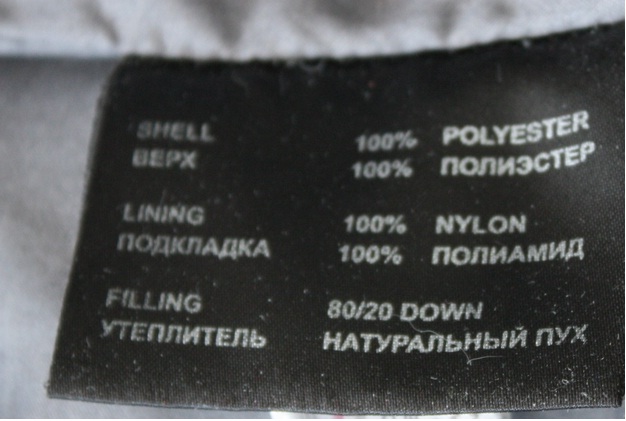 SHELL 100% POLYESTER
ВЕРХ 100% ПОЛИЭСТЕР
LINING 100% NYLON
ПОДКЛАДКА 100% ПОЛИАМИД
FILLING 80/20 DOWN
УТЕПЛИТЕЛЬ НАТУРАЛЬНЫЙ ПУХ